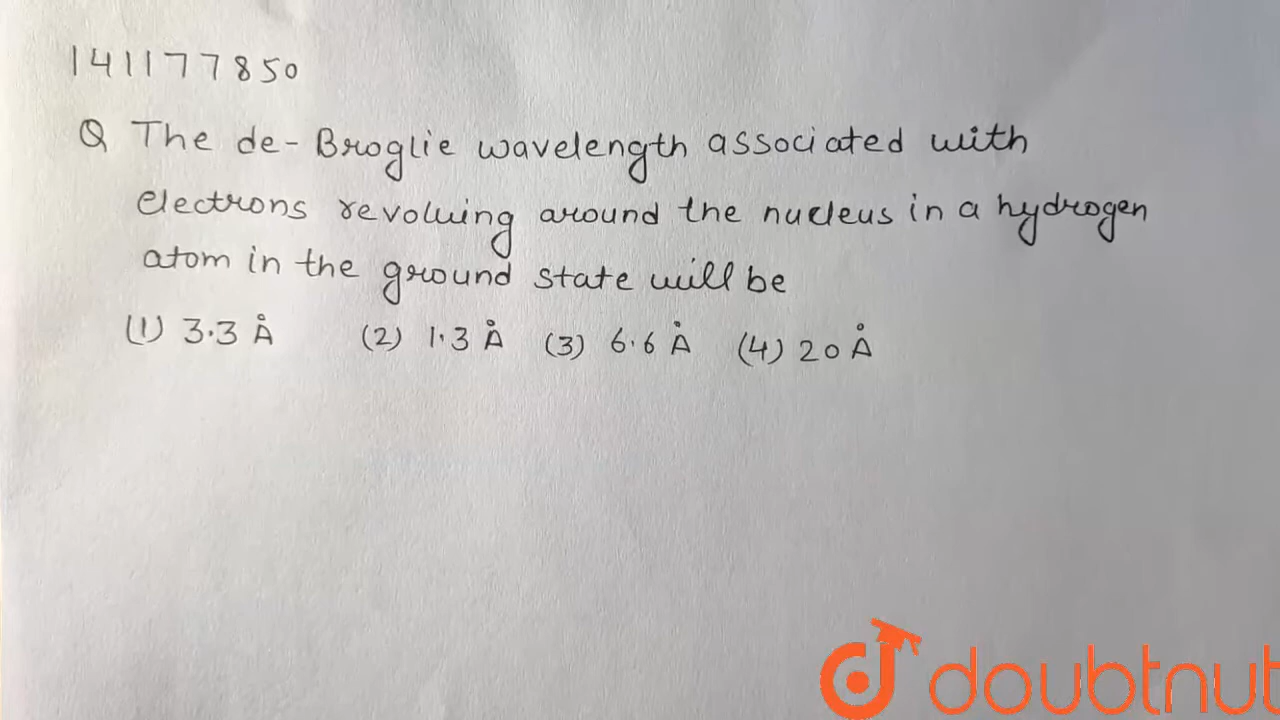 141177850
Q The de-Broglie wavelength associated with
electrons revolving around the nucleus in a hydrogen
atom in the ground state will be
(1) 3.3 Å (2) 1.3 Å (3) 6.6 Å (4) 20 Å
doubtnut